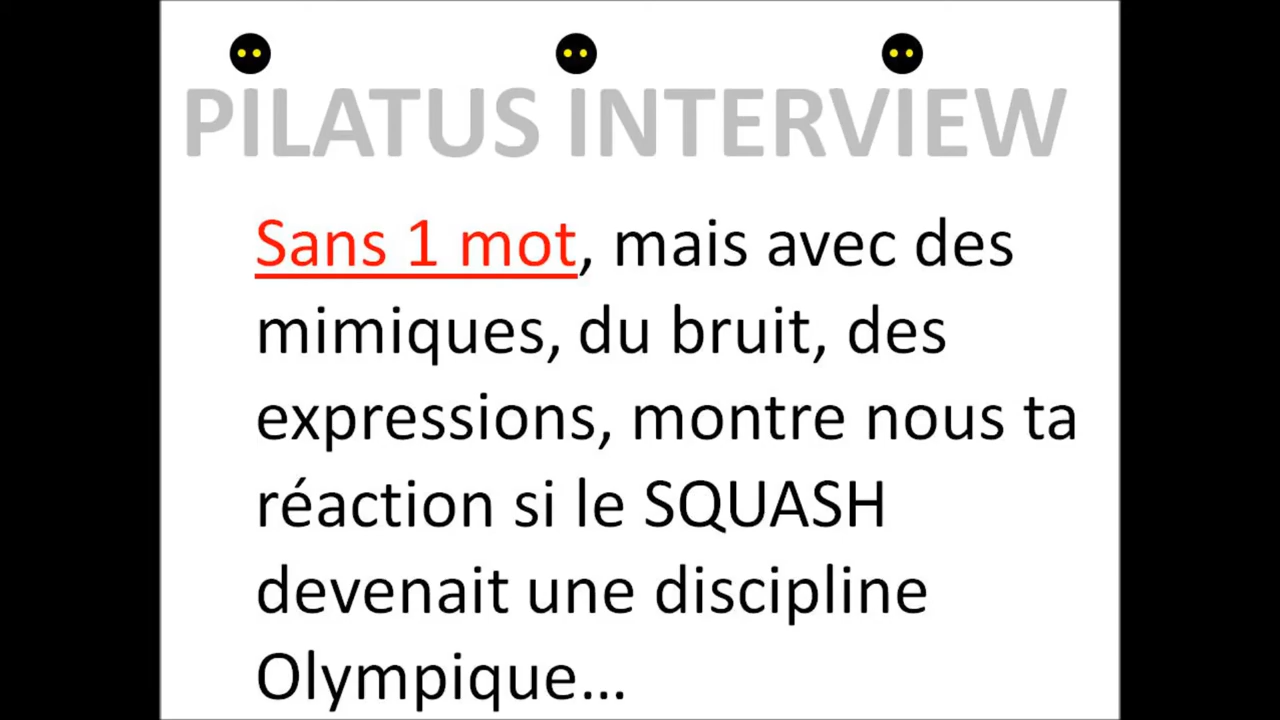 PILATUS INTERVIEW
Sans 1 mot, mais avec des
mimiques, du bruit, des
expressions, montre nous ta
réaction si le SQUASH
devenait une discipline
Olympique...